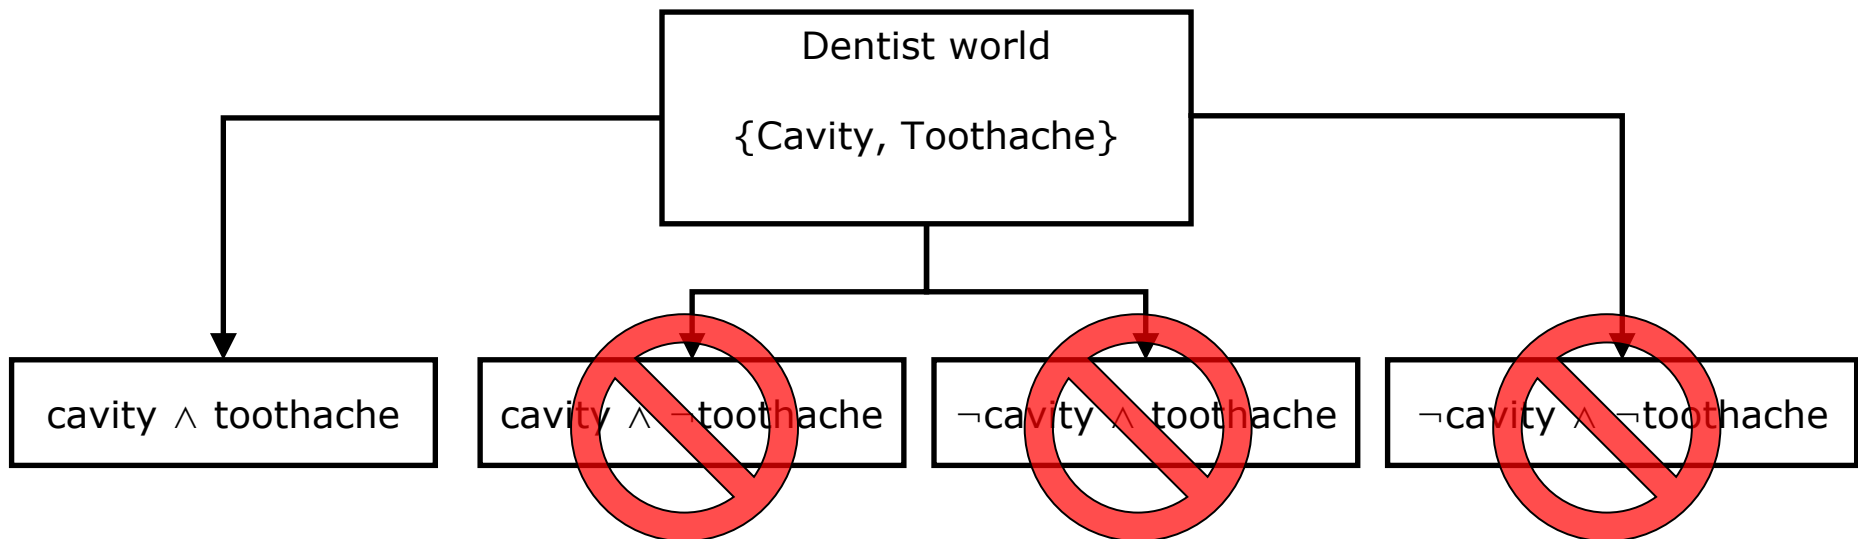 Dentist world
{Cavity, Toothache}
cavity ∧ toothache
cavity ∧ ¬toothache
¬cavity ∧ toothache
¬cavity ∧ ¬toothache